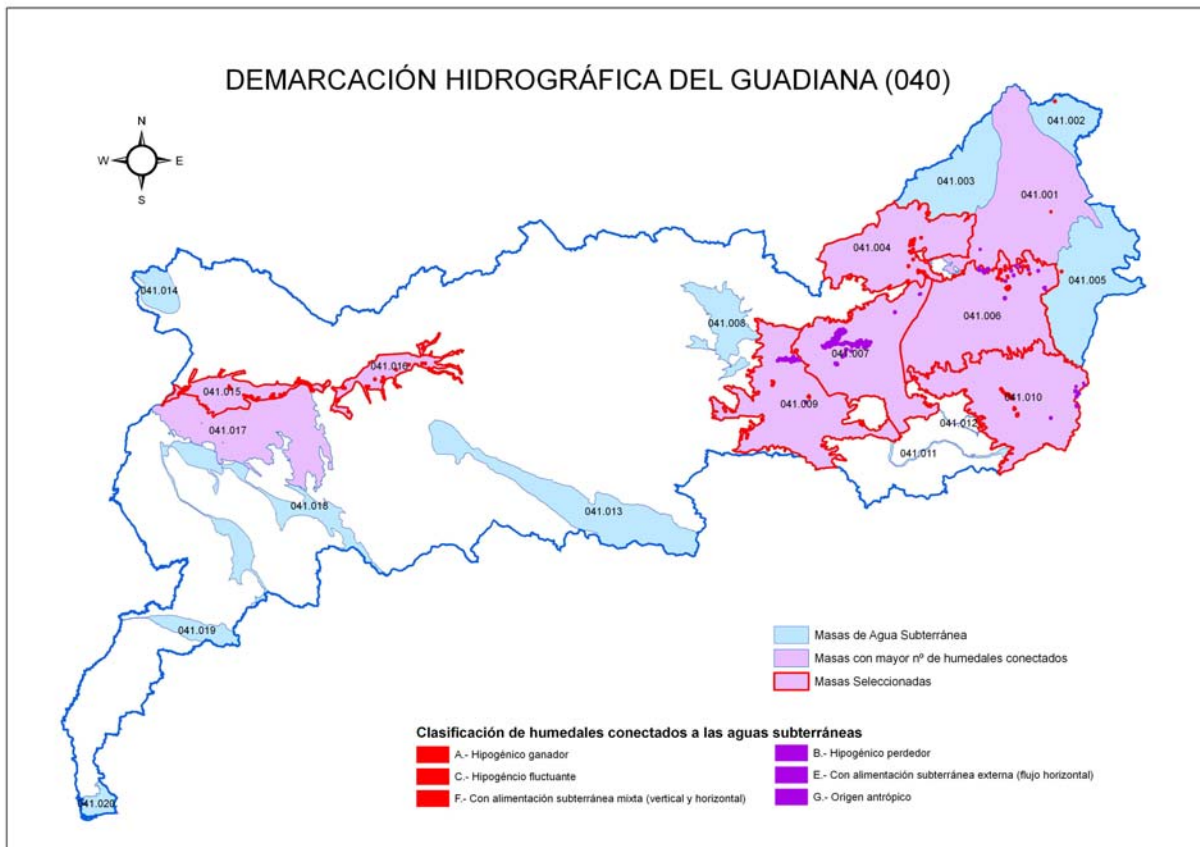 DEMARCACIÓN HIDROGRÁFICA DEL GUADIANA (040)
N
W
E
S
041.002
041.003
041.001
041.004
041.005
041.014
041.006
041.008
041.007
041.016
041.015
041.010
041.009
041.017
041.012
041.011
041.018
041.013
041.019
041.020
Masas de Agua Subterránea
Masas con mayor nº de humedales conectados
Masas Seleccionadas
Clasificación de humedales conectados a las aguas subterráneas
A.- Hipogénico ganador
B.- Hipogénico perdedor
C.- Hipogéncio fluctuante
E.- Con alimentación subterránea externa (flujo horizontal)
F.- Con alimentación subterránea mixta (vertical y horizontal)
G.- Origen antrópico